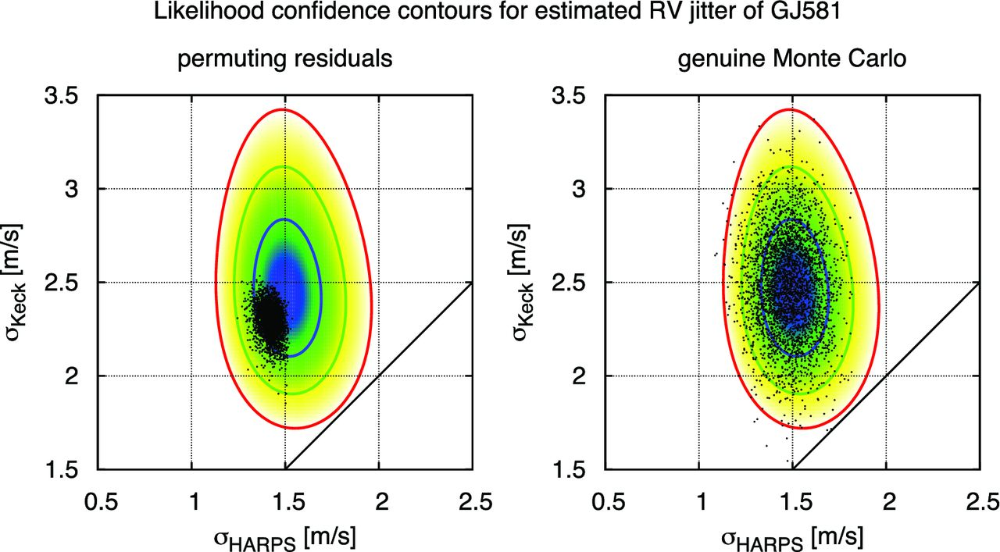 Likelihood confidence contours for estimated RV jitter of GJ581
permuting residuals
genuine Monte Carlo
3.5
3
2.5
2
1.5
σKeck [m/s]
0.5 1 1.5 2 2.5
σHARPS [m/s]
3.5
3
2.5
2
1.5
σKeck [m/s]
0.5 1 1.5 2 2.5
σHARPS [m/s]